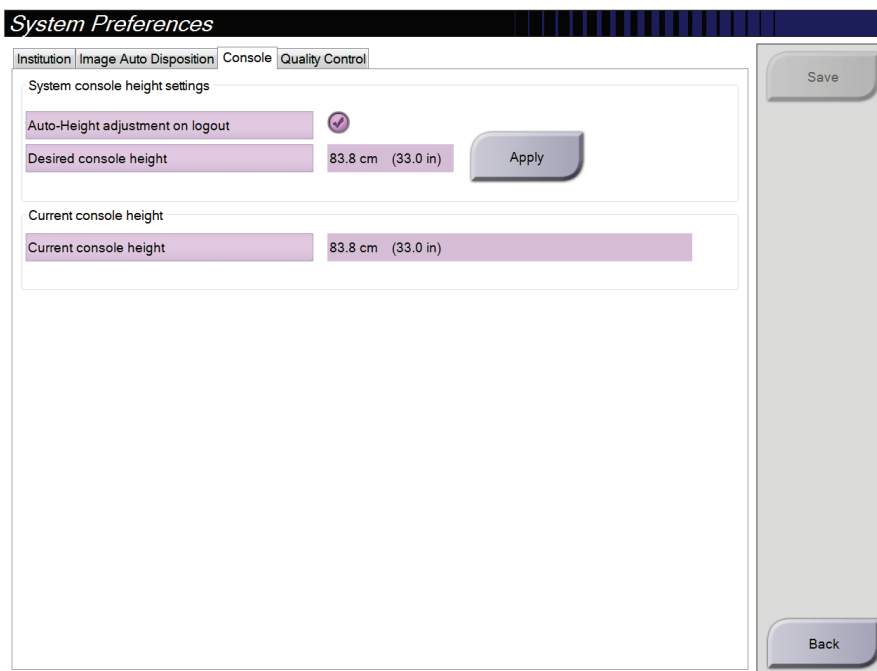 System Preferences
Institution Image Auto Disposition Console Quality Control
Save
System console height settings
Auto-Height adjustment on logout
Desired console height 83.8 cm (33.0 in) Apply
Current console height
Current console height 83.8 cm (33.0 in)
Back